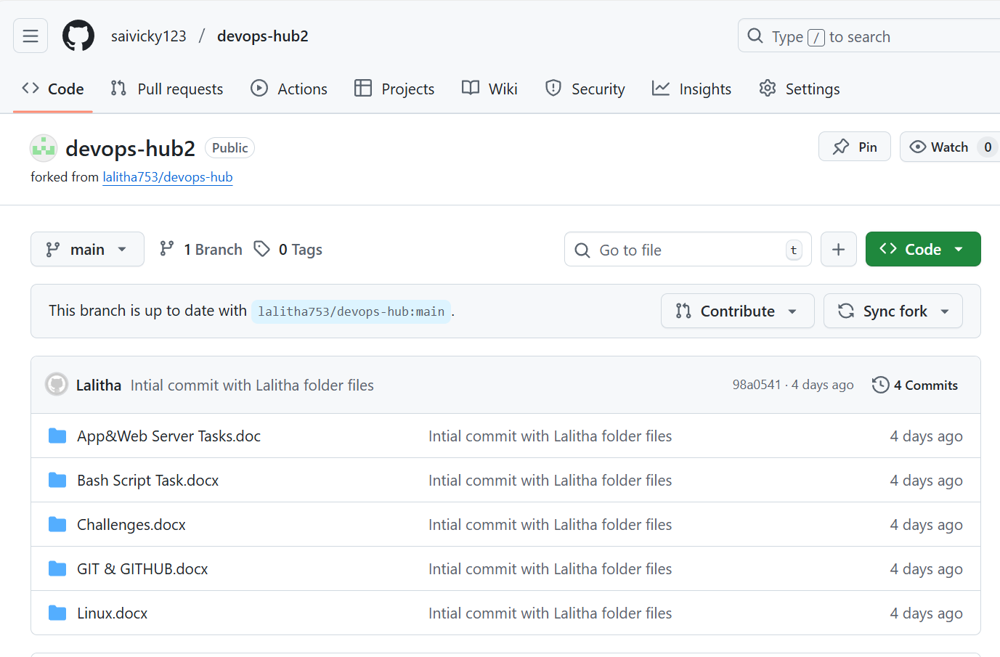 saivicky123 / devops-hub2
Type / to search
Code Pull requests Actions Projects Wiki Security Insights Settings
devops-hub2 Public
Pin Watch 0
forked from lalitha753/devops-hub
main 1 Branch 0 Tags Go to file t + Code
This branch is up to date with lalitha753/devops-hub:main.
Contribute Sync fork
Lalitha Intial commit with Lalitha folder files 98a0541 · 4 days ago 4 Commits
App&Web Server Tasks.doc Intial commit with Lalitha folder files 4 days ago
Bash Script Task.docx Intial commit with Lalitha folder files 4 days ago
Challenges.docx Intial commit with Lalitha folder files 4 days ago
GIT & GITHUB.docx Intial commit with Lalitha folder files 4 days ago
Linux.docx Intial commit with Lalitha folder files 4 days ago